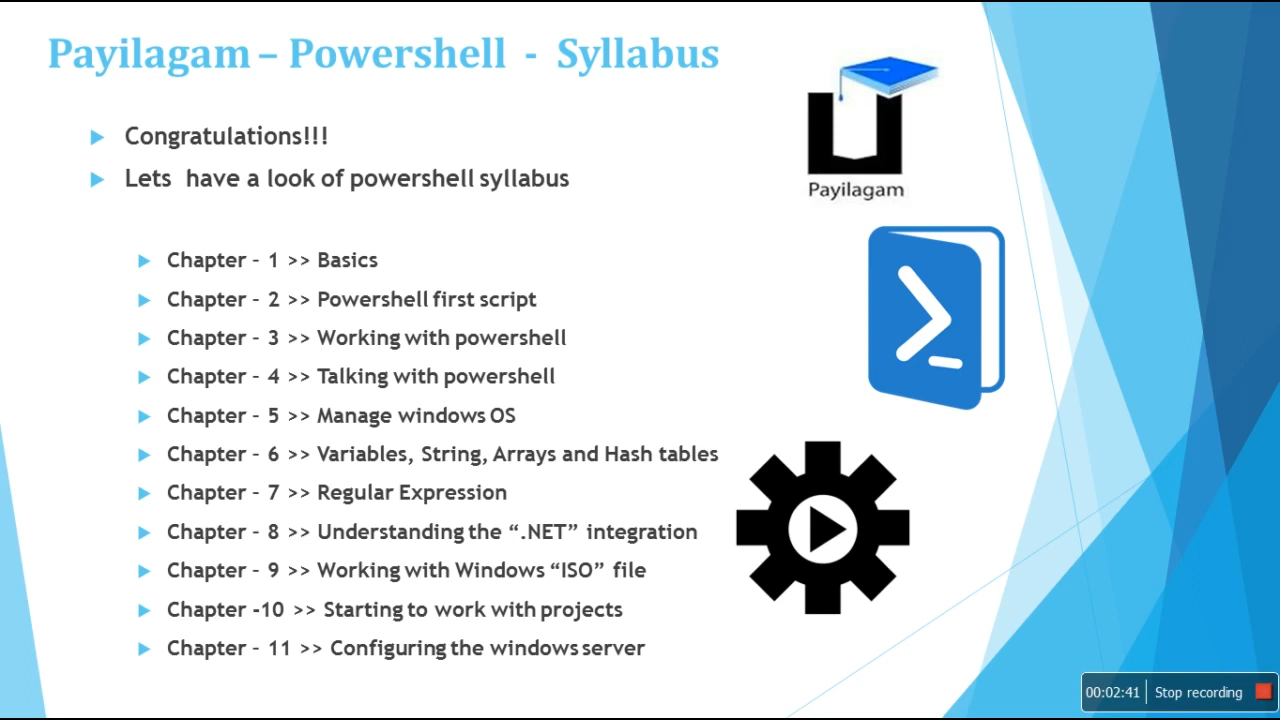 Payilagam – Powershell - Syllabus
Congratulations!!!
Lets have a look of powershell syllabus
Payilagam
Chapter – 1 >> Basics
Chapter – 2 >> Powershell first script
Chapter – 3 >> Working with powershell
Chapter – 4 >> Talking with powershell
Chapter – 5 >> Manage windows OS
Chapter – 6 >> Variables, String, Arrays and Hash tables
Chapter – 7 >> Regular Expression
Chapter – 8 >> Understanding the “.NET” integration
Chapter – 9 >> Working with Windows “ISO” file
Chapter -10 >> Starting to work with projects
Chapter – 11 >> Configuring the windows server
00:02:41 Stop recording